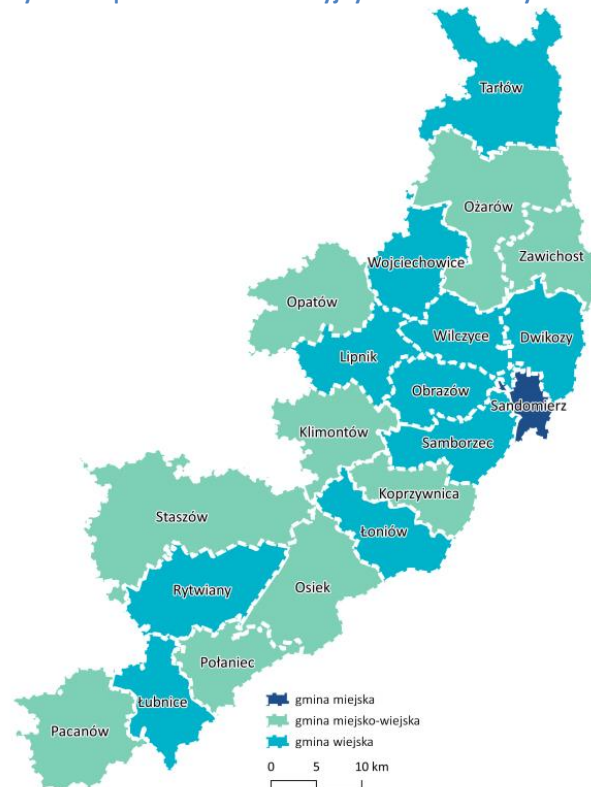 Tarłów
Ożarów
Zawichost
Wojciechowice
Opatów
Wilczyce
Dwikozy
Lipnik
Obrazów
Sandomierz
Klimontów
Samborzec
Koprzywnica
Staszów
Łoniów
Rytwiany
Osiek
Połaniec
Łubnice
Pacanów
gmina miejska
gmina miejsko-wiejska
gmina wiejska
0 5 10 km